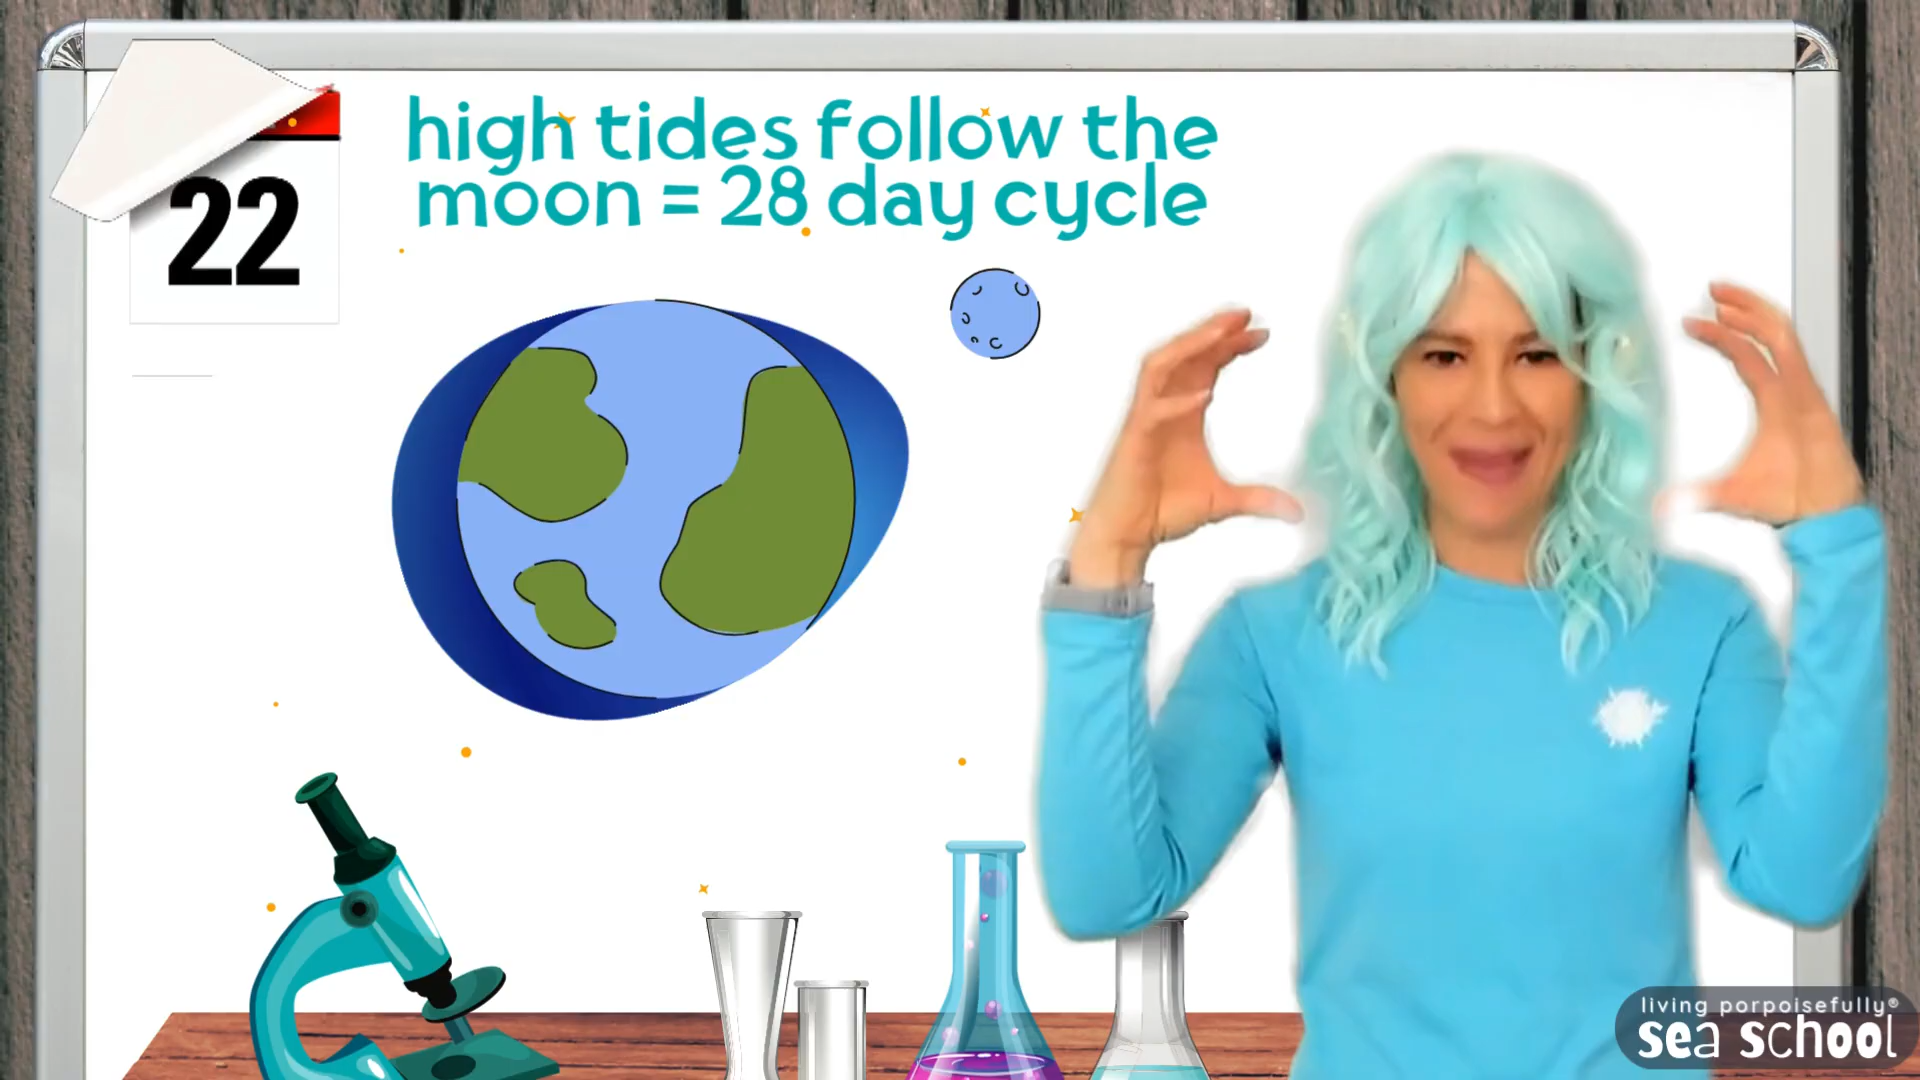 high tides follow the
moon = 28 day cycle
22
living porpoisefully®
sea school